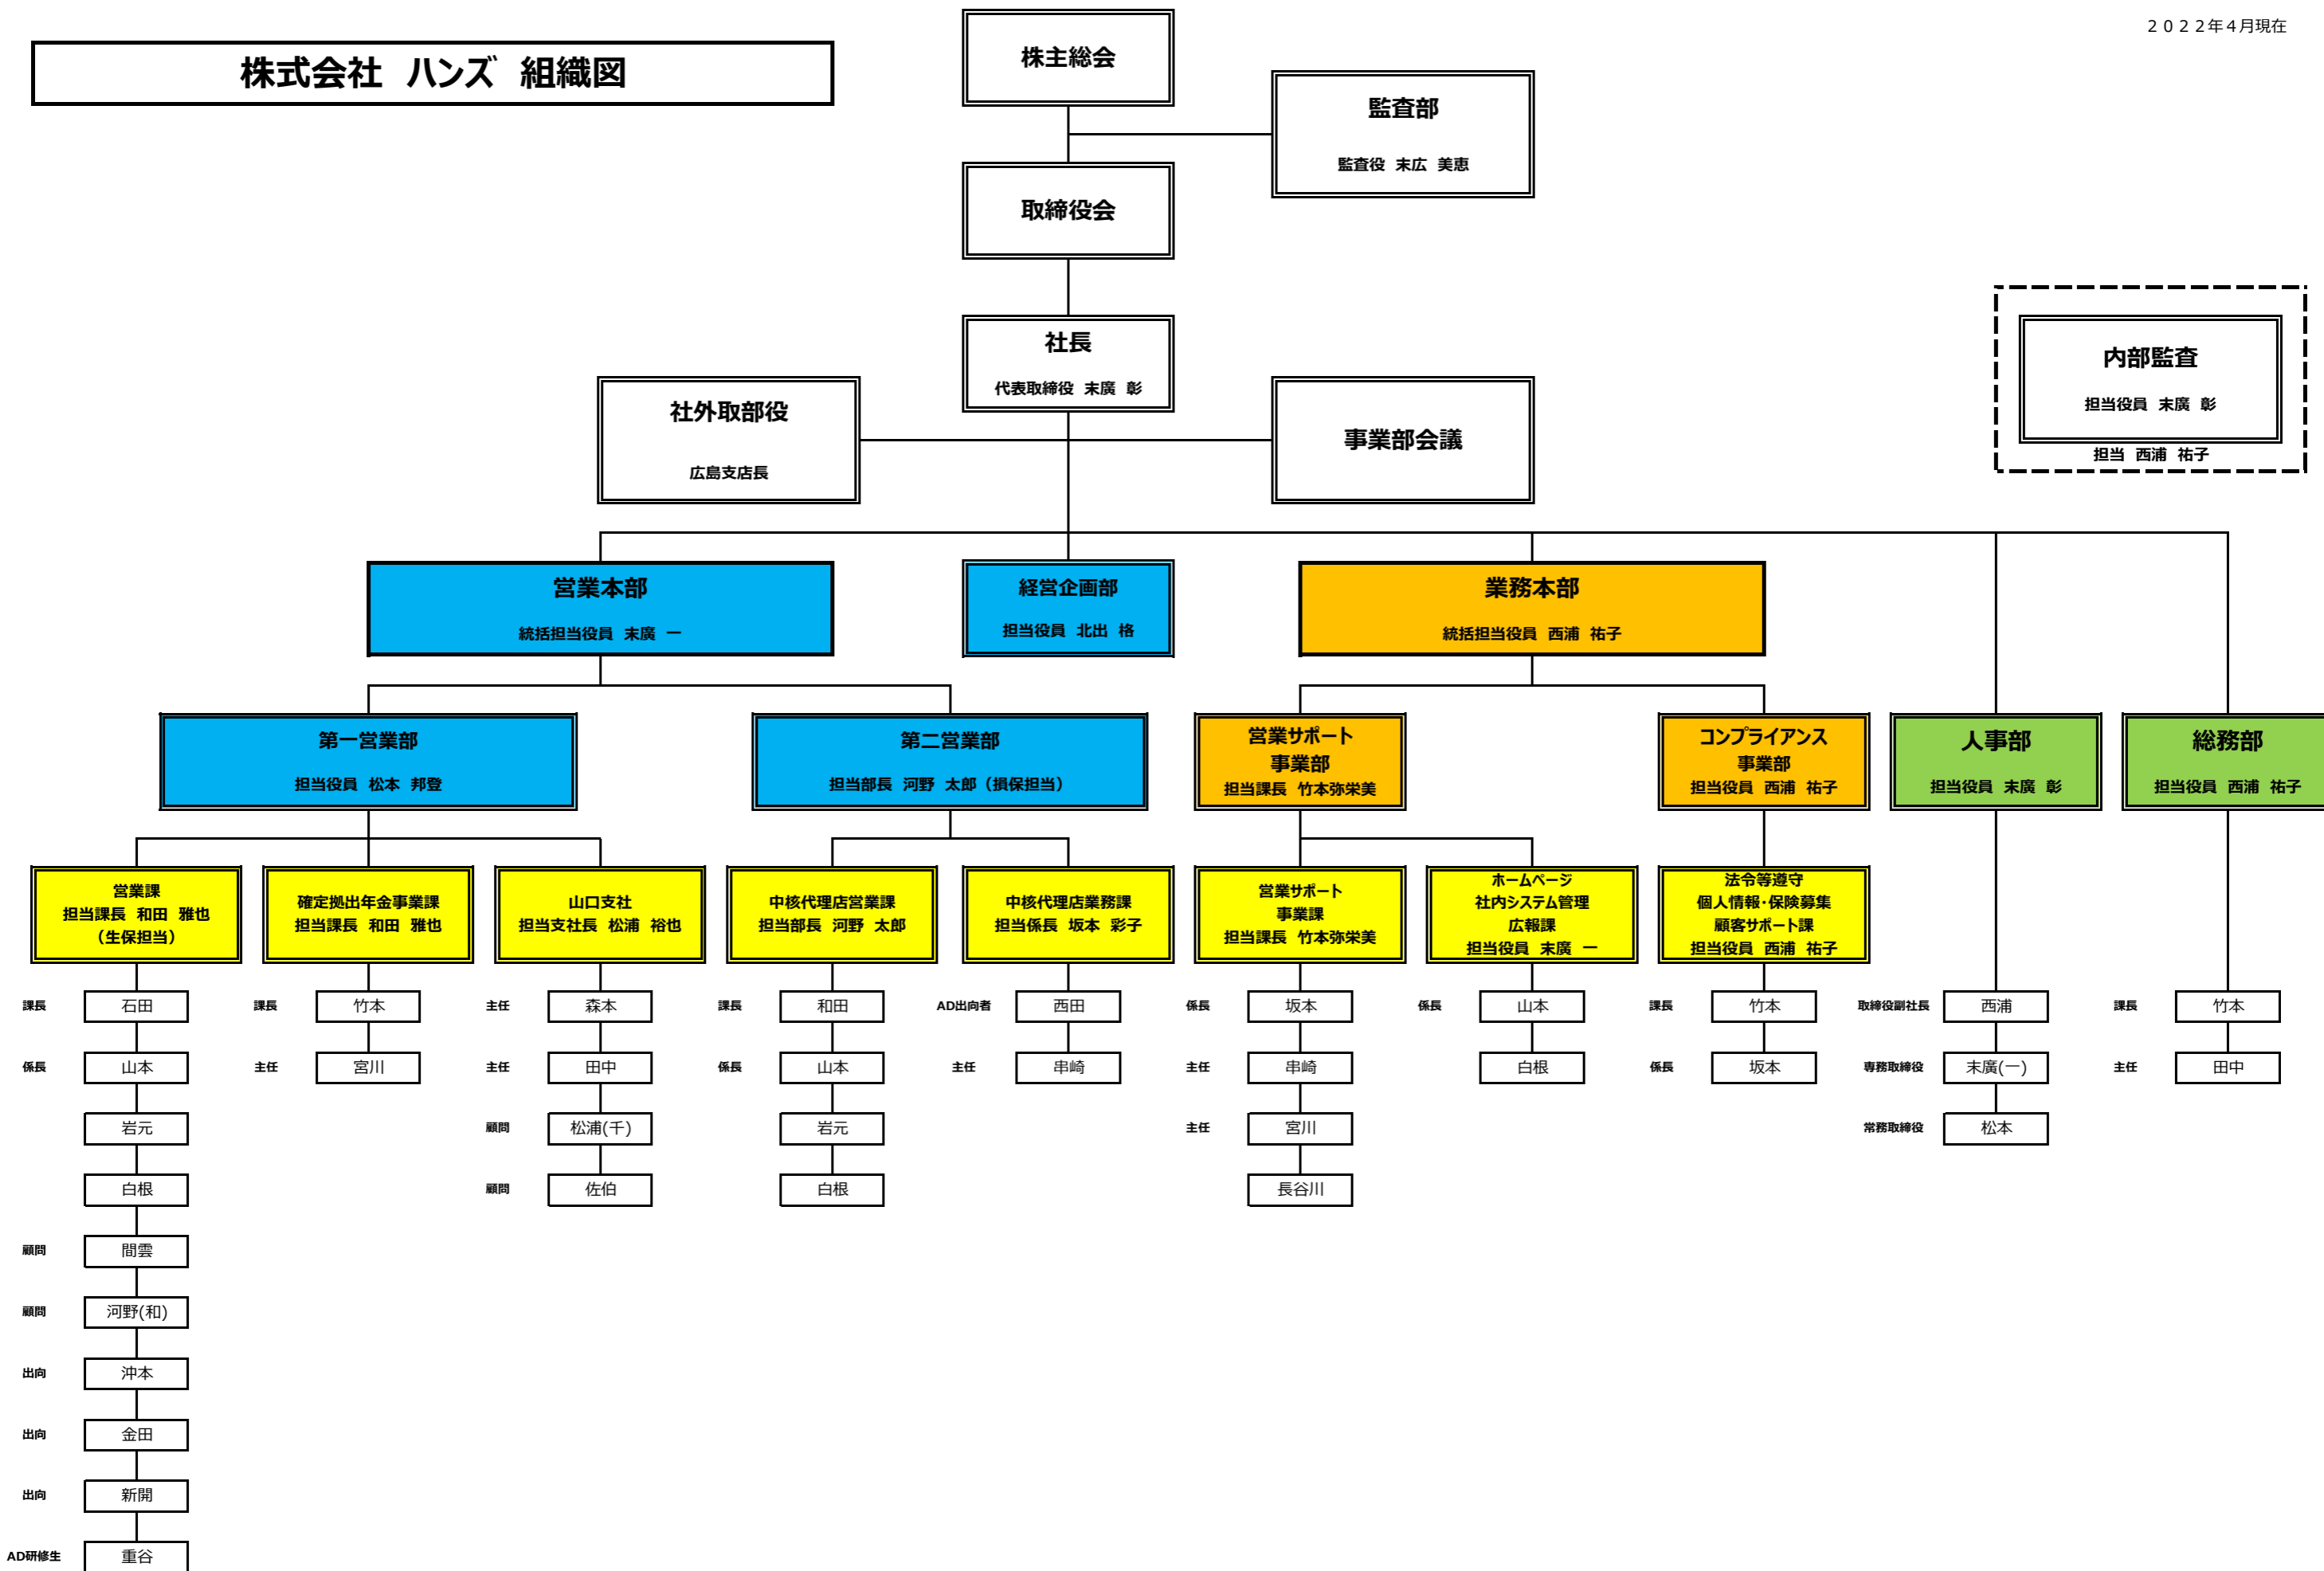 ２０２２年４月現在
株式会社 ハンズ 組織図
株主総会
監査部
監査役 末広 美恵
取締役会
社長
代表取締役 末廣 彰
社外取部役
広島支店長
事業部会議
内部監査
担当役員 末廣 彰
担当 西浦 祐子
営業本部
統括担当役員 末廣 一
経営企画部
担当役員 北出 格
業務本部
統括担当役員 西浦 祐子
第一営業部
担当役員 松本 邦登
第二営業部
担当部長 河野 太郎（損保担当）
営業サポート
事業部
担当課長 竹本弥栄美
コンプライアンス
事業部
担当役員 西浦 祐子
人事部
担当役員 末廣 彰
総務部
担当役員 西浦 祐子
営業課
担当課長 和田 雅也
（生保担当）
確定拠出年金事業課
担当課長 和田 雅也
山口支社
担当支社長 松浦 裕也
中核代理店営業課
担当部長 河野 太郎
中核代理店業務課
担当係長 坂本 彩子
営業サポート
事業課
担当課長 竹本弥栄美
ホームページ
社内システム管理
広報課
担当役員 末廣 一
法令等遵守
個人情報・保険募集
顧客サポート課
担当役員 西浦 祐子
課長 石田
係長 山本
岩元
白根
顧問 間雲
顧問 河野(和)
出向 沖本
出向 金田
出向 新開
AD研修生 重谷
課長 竹本
主任 宮川
主任 森本
主任 田中
顧問 松浦(千)
顧問 佐伯
課長 和田
係長 山本
岩元
白根
AD出向者 西田
主任 串崎
係長 坂本
主任 串崎
主任 宮川
長谷川
係長 山本
白根
課長 竹本
係長 坂本
取締役副社長 西浦
専務取締役 末廣(一)
常務取締役 松本
課長 竹本
主任 田中